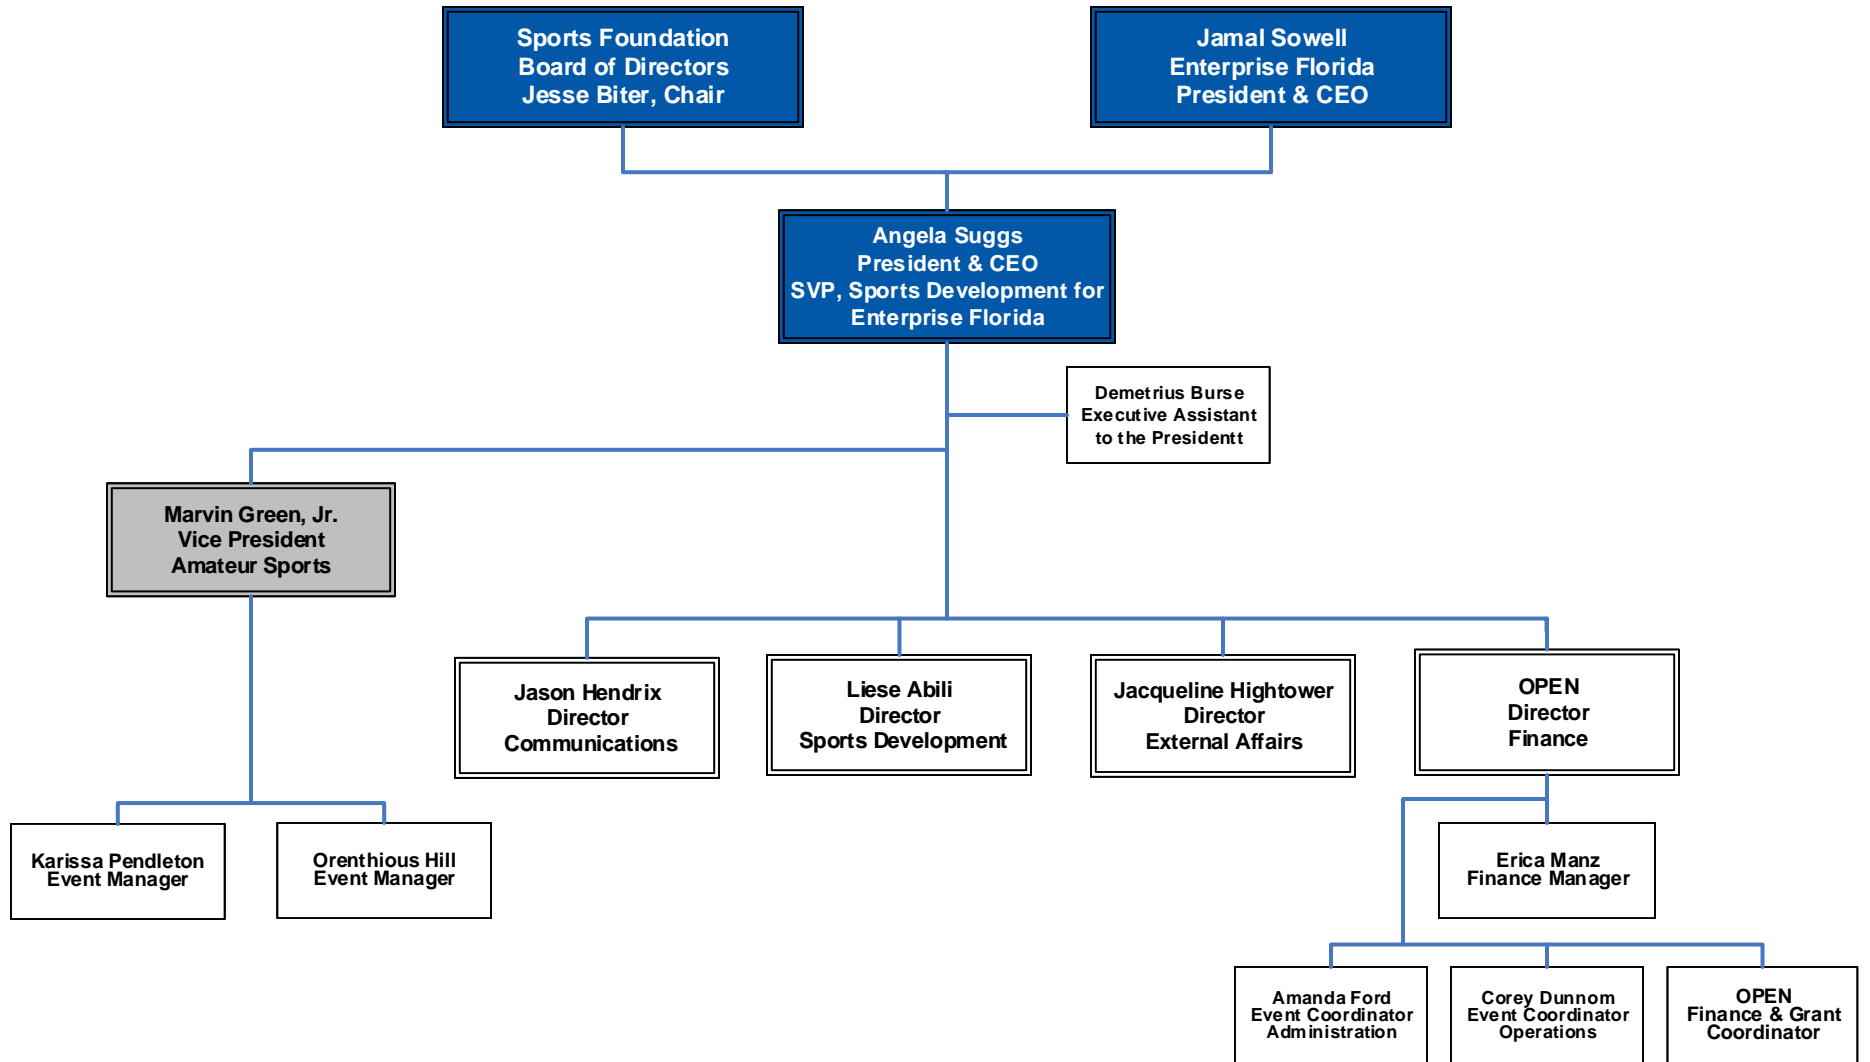 Sports Foundation
Board of Directors
Jesse Biter, Chair
Jamal Sowell
Enterprise Florida
President & CEO
Angela Suggs
President & CEO
SVP, Sports Development for
Enterprise Florida
Demetrius Burse
Executive Assistant
to the Presidentt
Marvin Green, Jr.
Vice President
Amateur Sports
Jason Hendrix
Director
Communications
Liese Abili
Director
Sports Development
Jacqueline Hightower
Director
External Affairs
OPEN
Director
Finance
Karissa Pendleton
Event Manager
Orenthious Hill
Event Manager
Erica Manz
Finance Manager
Amanda Ford
Event Coordinator
Administration
Corey Dunnom
Event Coordinator
Operations
OPEN
Finance & Grant
Coordinator